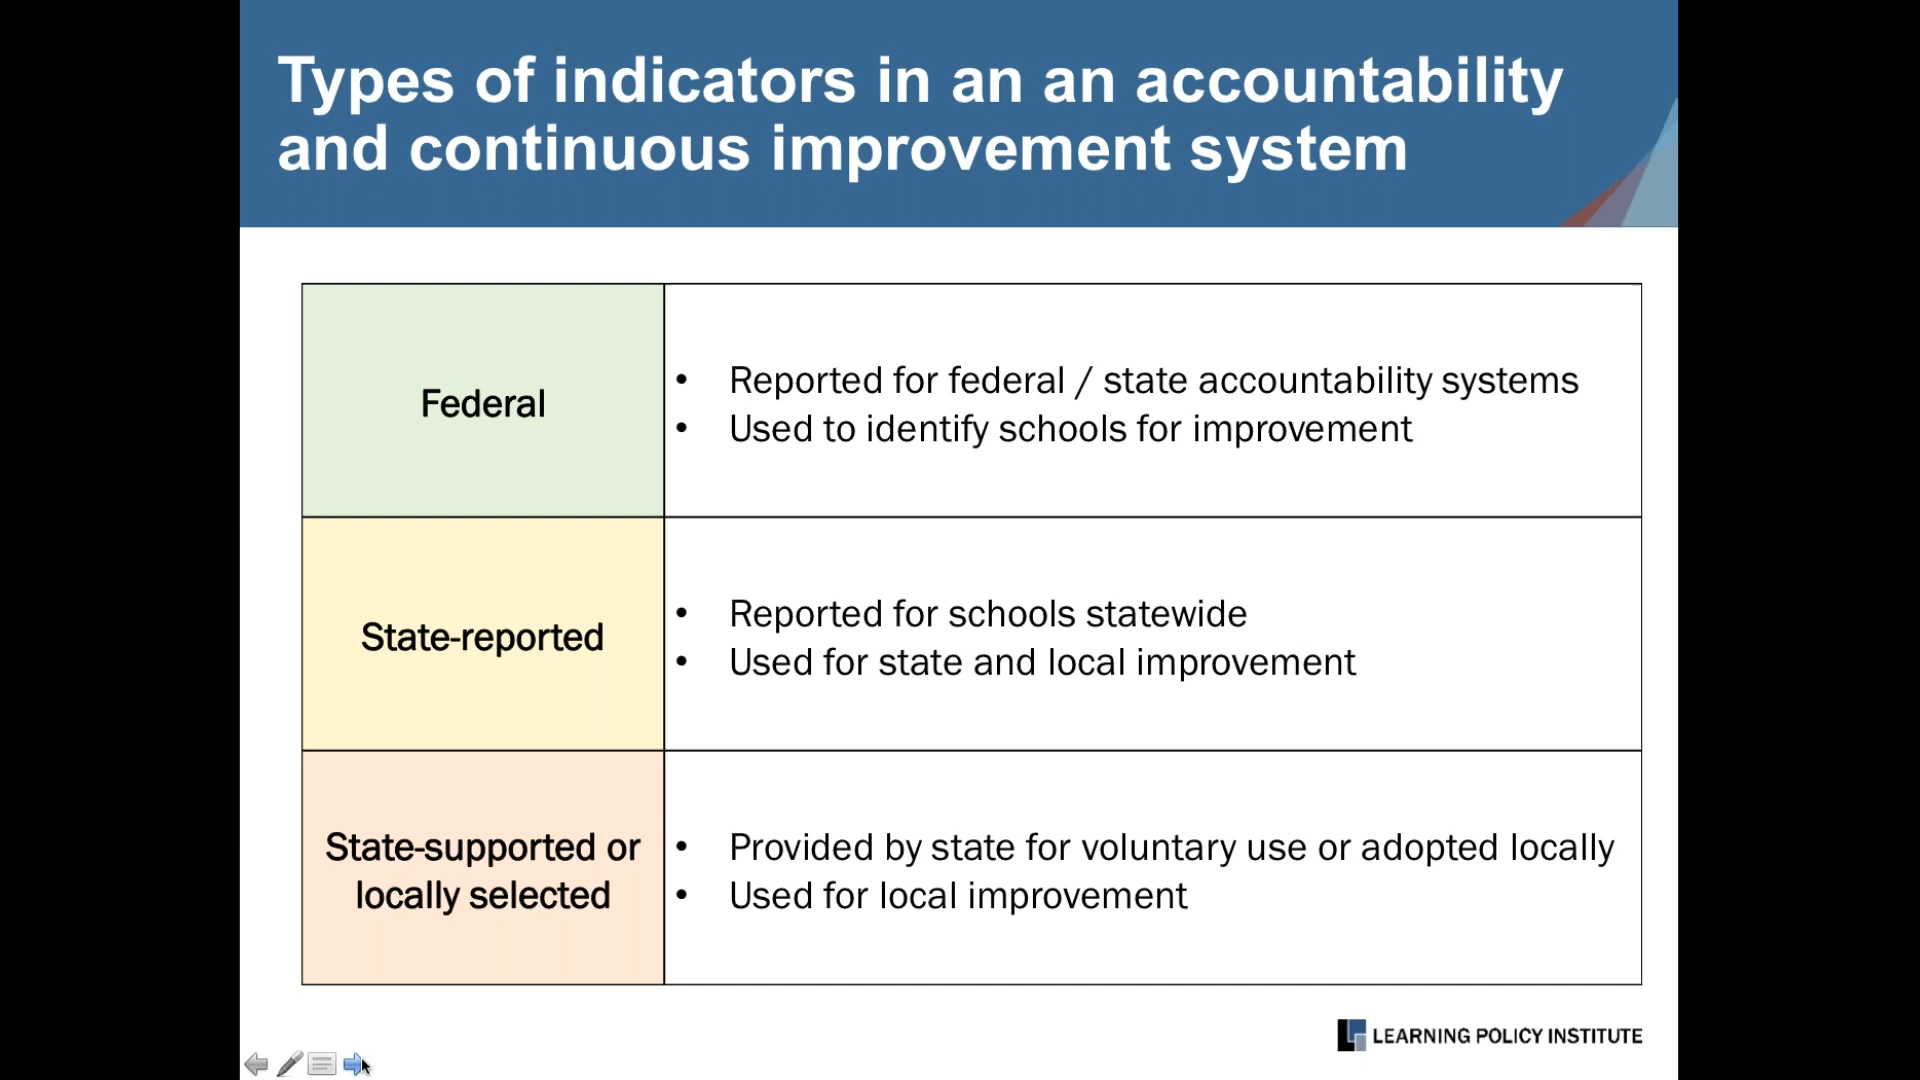 Types of indicators in an an accountability
and continuous improvement system
Federal
• Reported for federal / state accountability systems
• Used to identify schools for improvement
State-reported
• Reported for schools statewide
• Used for state and local improvement
State-supported or
locally selected
• Provided by state for voluntary use or adopted locally
• Used for local improvement
LEARNING POLICY INSTITUTE